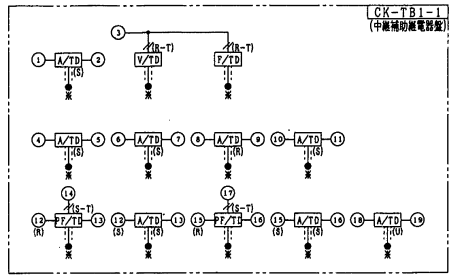 CK-TB1-1
(中継補助継電器盤)
3
(R-T) (R-T)
1 A/TD 2 V/TD F/TD
(S)
※ ※ ※
4 A/TD 5 6 A/TD 7 8 A/TD 9 10 A/TD 11
(S) (S) (R) (S)
※ ※ ※ ※
14 17
(S-T) (S-T)
12 PF/TD 13 12 A/TD 13 15 PF/TD 16 15 A/TD 16 18 A/TD 19
(R) (S) (S) (R) (S) (S) (U)
※ ※ ※ ※ ※